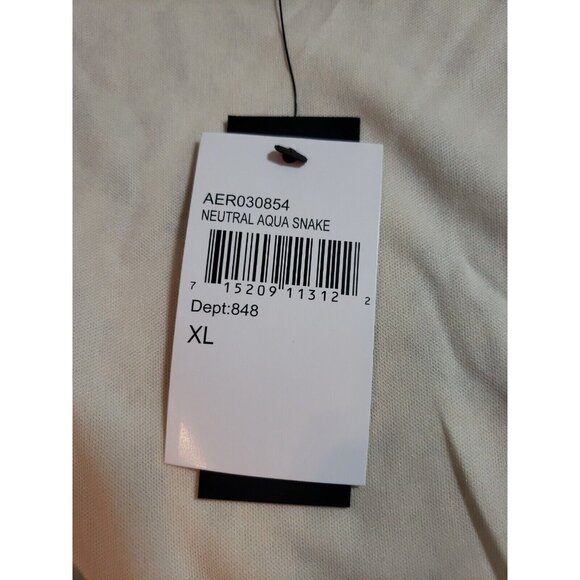 AER030854
NEUTRAL AQUA SNAKE
7 15209 11312 2
Dept:848
XL